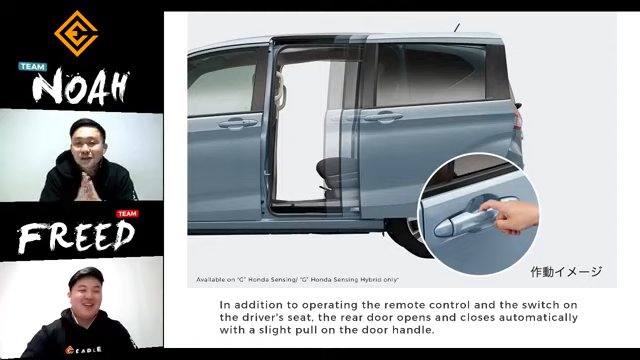 TEAM
NOAH
TEAM
FREED
Available on "G" Honda Sensing/ "G" Honda Sensing Hybrid only"
作動イメージ
In addition to operating the remote control and the switch on
the driver's seat, the rear door opens and closes automatically
with a slight pull on the door handle.